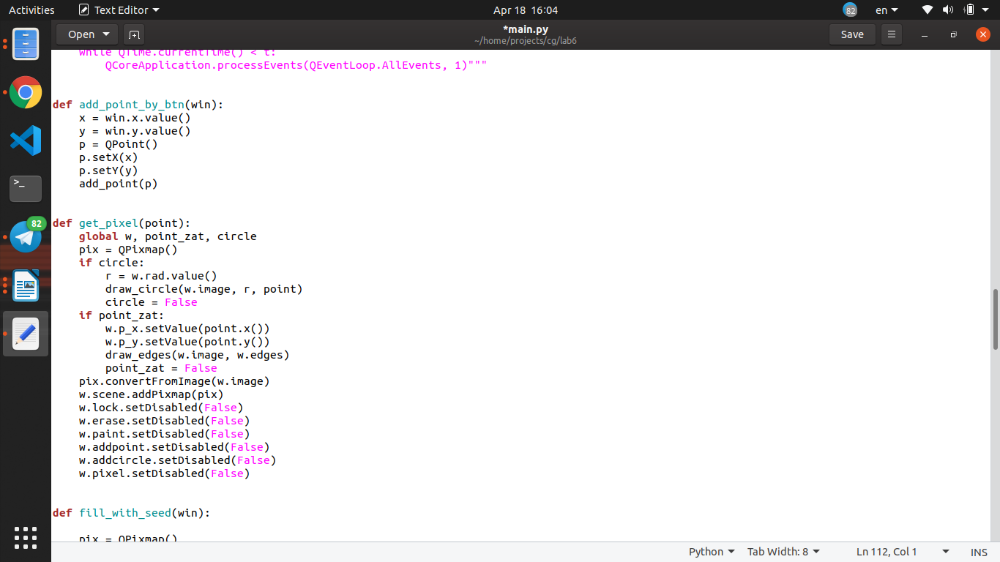 Activities Text Editor Apr 18 16:04 82 en
Open *main.py Save
~/home/projects/cg/lab6
    while QTime.currentTime() < t:
        QCoreApplication.processEvents(QEventLoop.AllEvents, 1)"""
def add_point_by_btn(win):
    x = win.x.value()
    y = win.y.value()
    p = QPoint()
    p.setX(x)
    p.setY(y)
    add_point(p)
def get_pixel(point):
    global w, point_zat, circle
    pix = QPixmap()
    if circle:
        r = w.rad.value()
        draw_circle(w.image, r, point)
        circle = False
    if point_zat:
        w.p_x.setValue(point.x())
        w.p_y.setValue(point.y())
        draw_edges(w.image, w.edges)
        point_zat = False
    pix.convertFromImage(w.image)
    w.scene.addPixmap(pix)
    w.lock.setDisabled(False)
    w.erase.setDisabled(False)
    w.paint.setDisabled(False)
    w.addpoint.setDisabled(False)
    w.addcircle.setDisabled(False)
    w.pixel.setDisabled(False)
def fill_with_seed(win):
    pix = QPixmap()
>_
82
Python Tab Width: 8 Ln 112, Col 1 INS